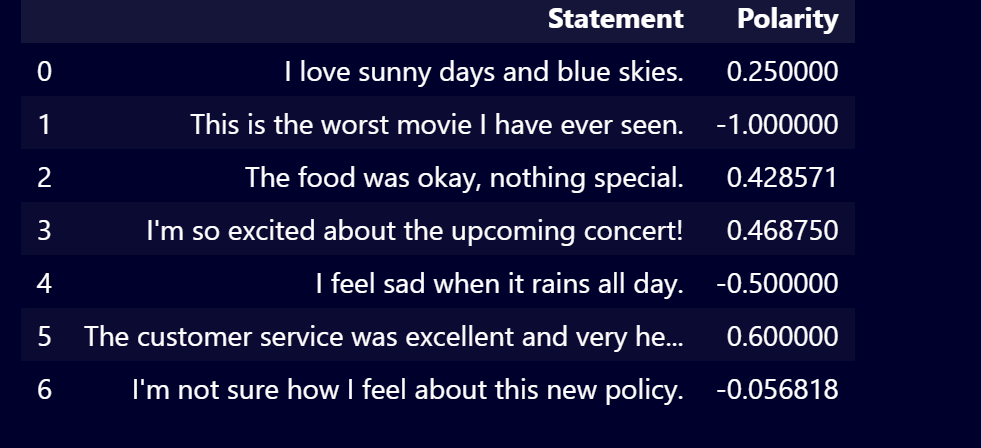 Statement Polarity
0 I love sunny days and blue skies. 0.250000
1 This is the worst movie I have ever seen. -1.000000
2 The food was okay, nothing special. 0.428571
3 I'm so excited about the upcoming concert! 0.468750
4 I feel sad when it rains all day. -0.500000
5 The customer service was excellent and very he... 0.600000
6 I'm not sure how I feel about this new policy. -0.056818